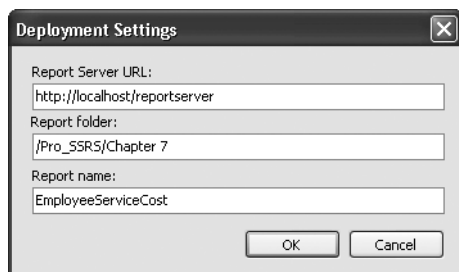 Deployment Settings
Report Server URL:
http://localhost/reportserver
Report folder:
/Pro_SSRS/Chapter 7
Report name:
EmployeeServiceCost
OK Cancel